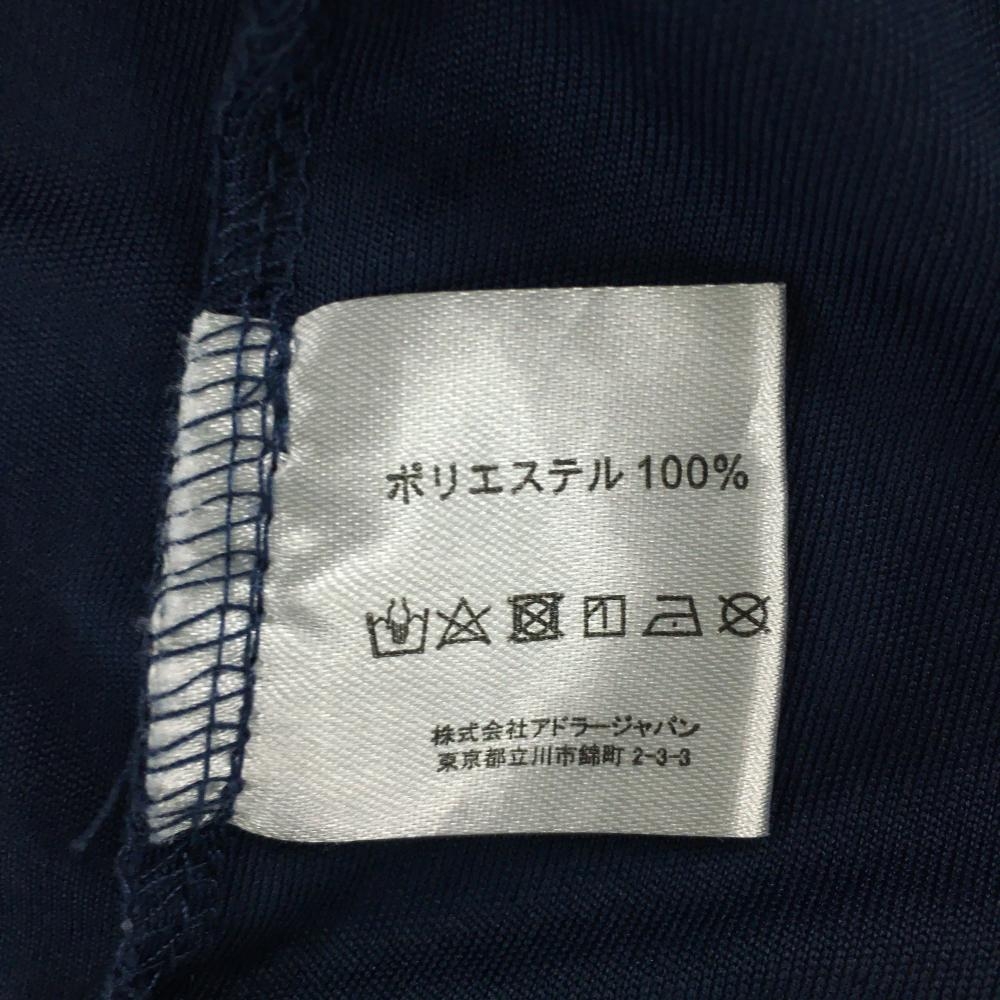 ポリエステル 100%
株式会社アドラージャパン
東京都立川市錦町 2-3-3